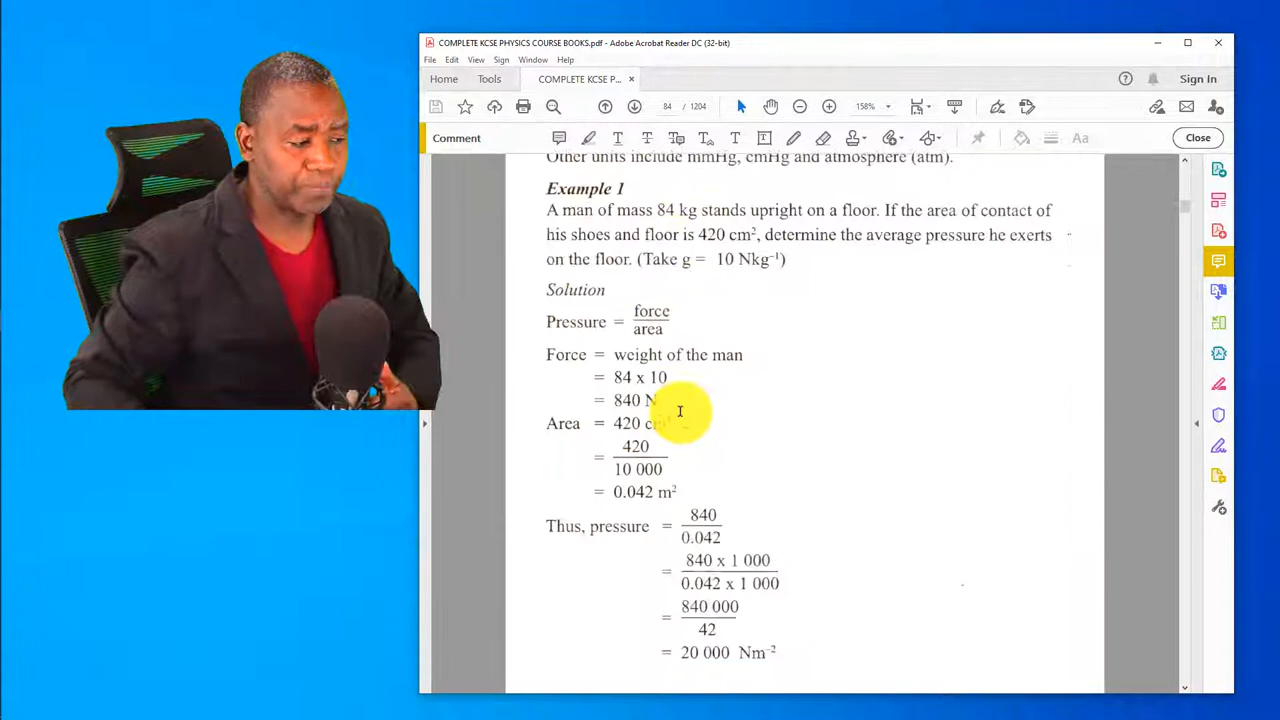 COMPLETE KCSE PHYSICS COURSE BOOKS.pdf - Adobe Acrobat Reader DC (32-bit)
File Edit View Sign Window Help
Home Tools COMPLETE KCSE P... × Sign In
84 / 1204 158%
Comment Aa Close
Other units include mmHg, cmHg and atmosphere (atm).
Example 1
A man of mass 84 kg stands upright on a floor. If the area of contact of
his shoes and floor is 420 cm², determine the average pressure he exerts
on the floor. (Take g = 10 Nkg⁻¹)
Solution
Pressure = force
area
Force = weight of the man
= 84 x 10
= 840 N
Area = 420
= 420
10 000
= 0.042 m²
Thus, pressure = 840
0.042
= 840 x 1 000
0.042 x 1 000
= 840 000
42
= 20 000 Nm⁻²